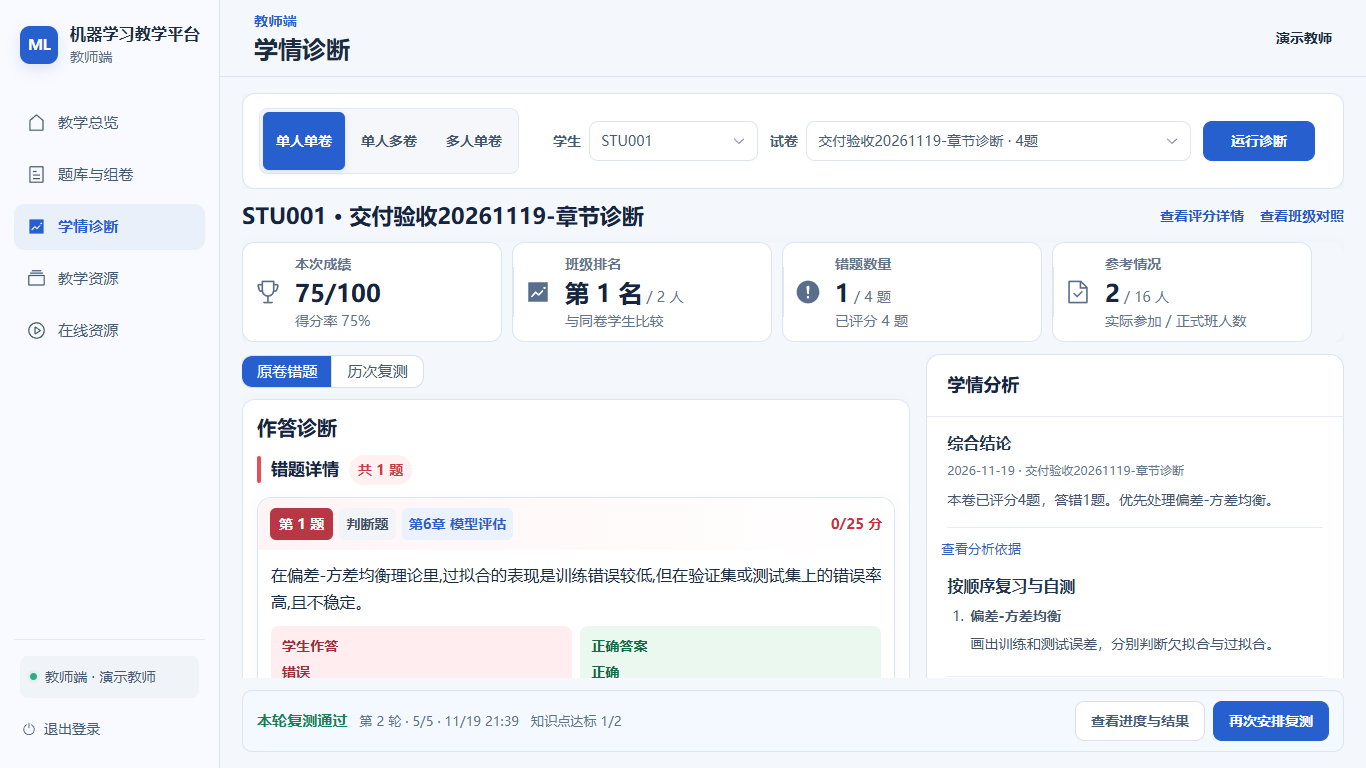 ML
机器学习教学平台
教师端
教学总览
题库与组卷
学情诊断
教学资源
在线资源
教师端 · 演示教师
退出登录
教师端
学情诊断
演示教师
单人单卷
单人多卷
多人单卷
学生
STU001
试卷
交付验收20261119-章节诊断 · 4题
运行诊断
STU001 • 交付验收20261119-章节诊断
查看评分详情
查看班级对照
本次成绩
75/100
得分率 75%
班级排名
第 1 名 / 2 人
与同卷学生比较
错题数量
1 / 4 题
已评分 4 题
参考情况
2 / 16 人
实际参加 / 正式班人数
原卷错题
历次复测
作答诊断
错题详情
共 1 题
第 1 题
判断题
第6章 模型评估
0/25 分
在偏差-方差均衡理论里,过拟合的表现是训练错误较低,但在验证集或测试集上的错误率
高,且不稳定。
学生作答
错误
正确答案
正确
学情分析
综合结论
2026-11-19 · 交付验收20261119-章节诊断
本卷已评分4题，答错1题。优先处理偏差-方差均衡。
查看分析依据
按顺序复习与自测
1. 偏差-方差均衡
画出训练和测试误差，分别判断欠拟合与过拟合。
本轮复测通过
第 2 轮 · 5/5 · 11/19 21:39
知识点达标 1/2
查看进度与结果
再次安排复测